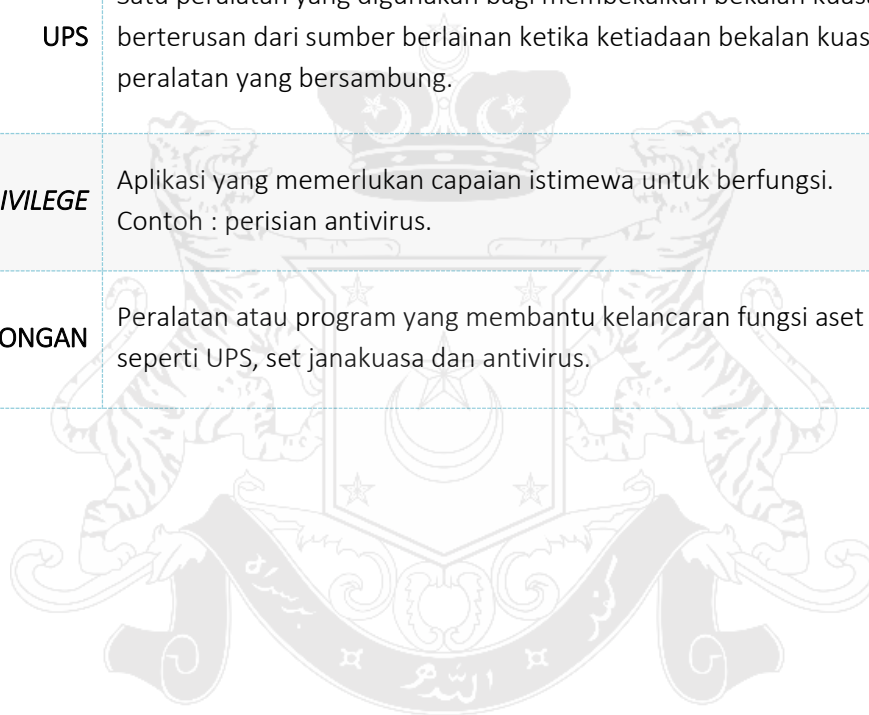 Satu peralatan yang digunakan bagi membekalkan bekalan kuasa
UPS berterusan dari sumber berlainan ketika ketiadaan bekalan kuas
peralatan yang bersambung.
IVILEGE Aplikasi yang memerlukan capaian istimewa untuk berfungsi.
Contoh : perisian antivirus.
ONGAN Peralatan atau program yang membantu kelancaran fungsi aset
seperti UPS, set janakuasa dan antivirus.